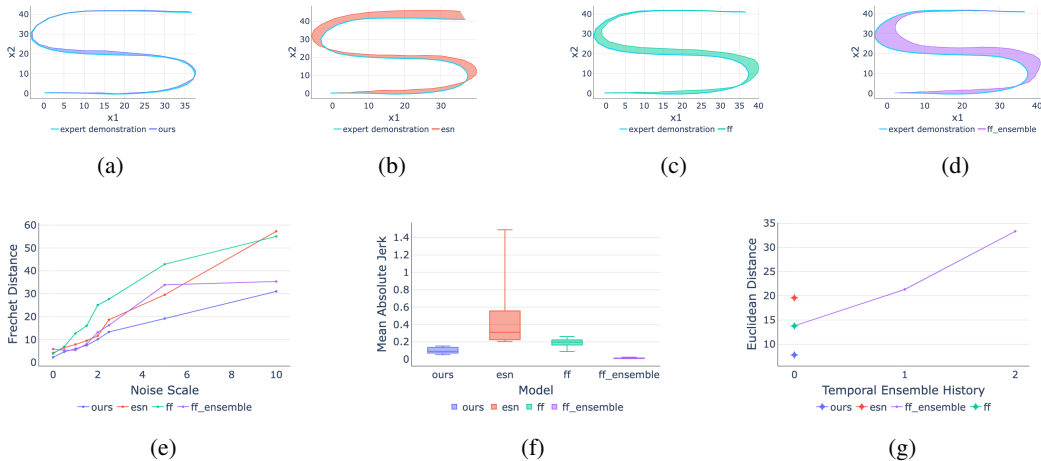 x2
40
30
20
10
0
0 5 10 15 20 25 30 35
x1
expert demonstration ours
(a)
x2
40
30
20
10
0
0 10 20 30
x1
expert demonstration esn
(b)
x2
40
30
20
10
0
0 5 10 15 20 25 30 35 40
x1
expert demonstration ff
(c)
x2
40
30
20
10
0
0 10 20 30 40
x1
expert demonstration ff_ensemble
(d)
Frechet Distance
60
50
40
30
20
10
0
0 2 4 6 8 10
Noise Scale
ours esn ff ff_ensemble
(e)
Mean Absolute Jerk
1.4
1.2
1
0.8
0.6
0.4
0.2
0
ours esn ff ff_ensemble
Model
ours esn ff ff_ensemble
(f)
Euclidean Distance
35
30
25
20
15
10
0 1 2
Temporal Ensemble History
ours esn ff_ensemble ff
(g)